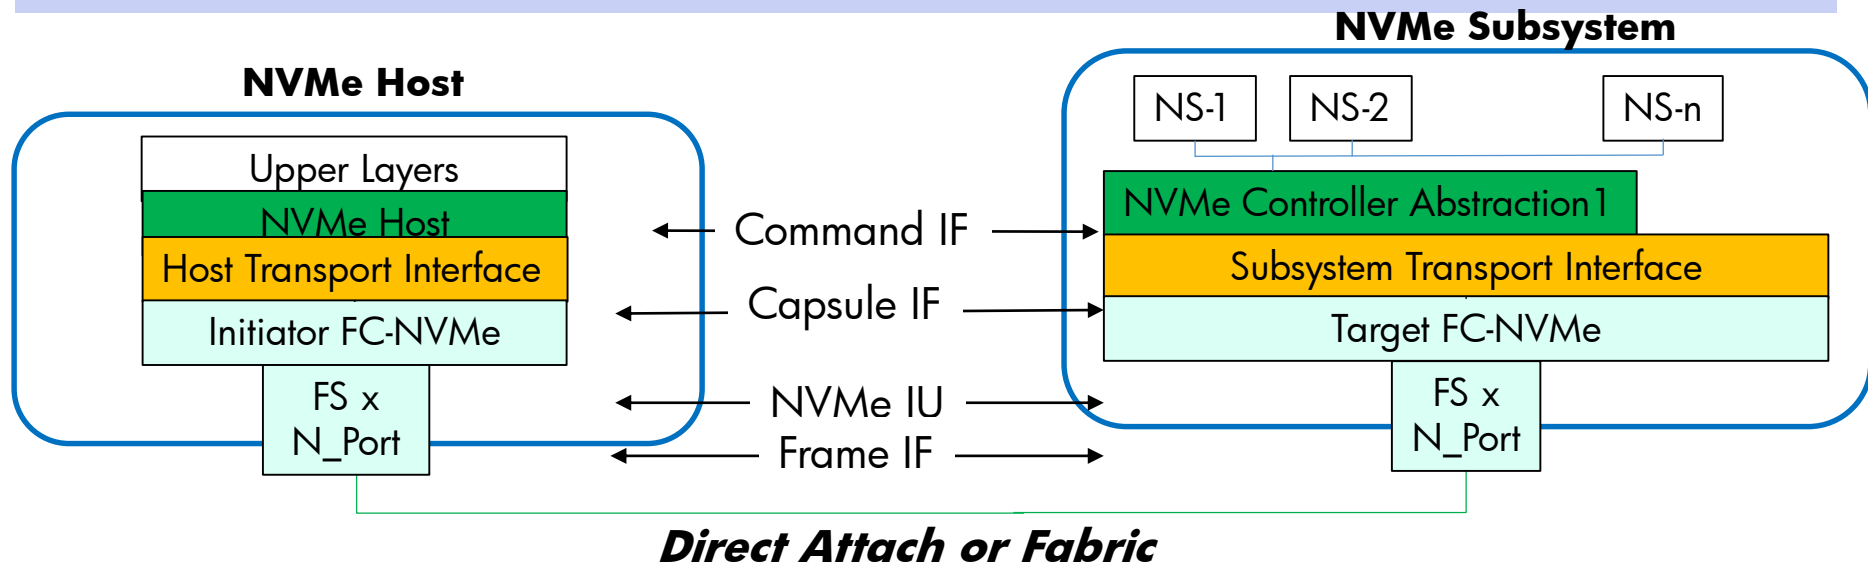 NVMe Subsystem
NVMe Host
NS-1
NS-2
NS-n
Upper Layers
NVMe Host
Host Transport Interface
Initiator FC-NVMe
FS x
N_Port
Command IF
Capsule IF
NVMe IU
Frame IF
NVMe Controller Abstraction1
Subsystem Transport Interface
Target FC-NVMe
FS x
N_Port
Direct Attach or Fabric